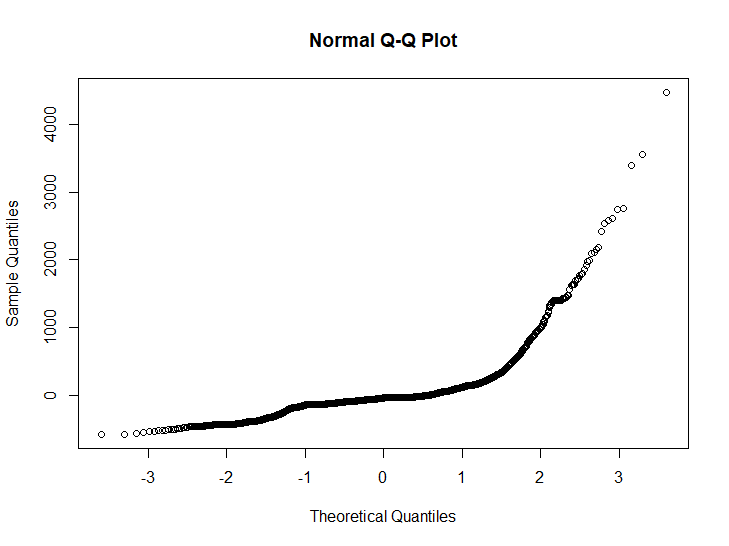 Normal Q-Q Plot
4000
3000
2000
1000
0
Sample Quantiles
-3 -2 -1 0 1 2 3
Theoretical Quantiles